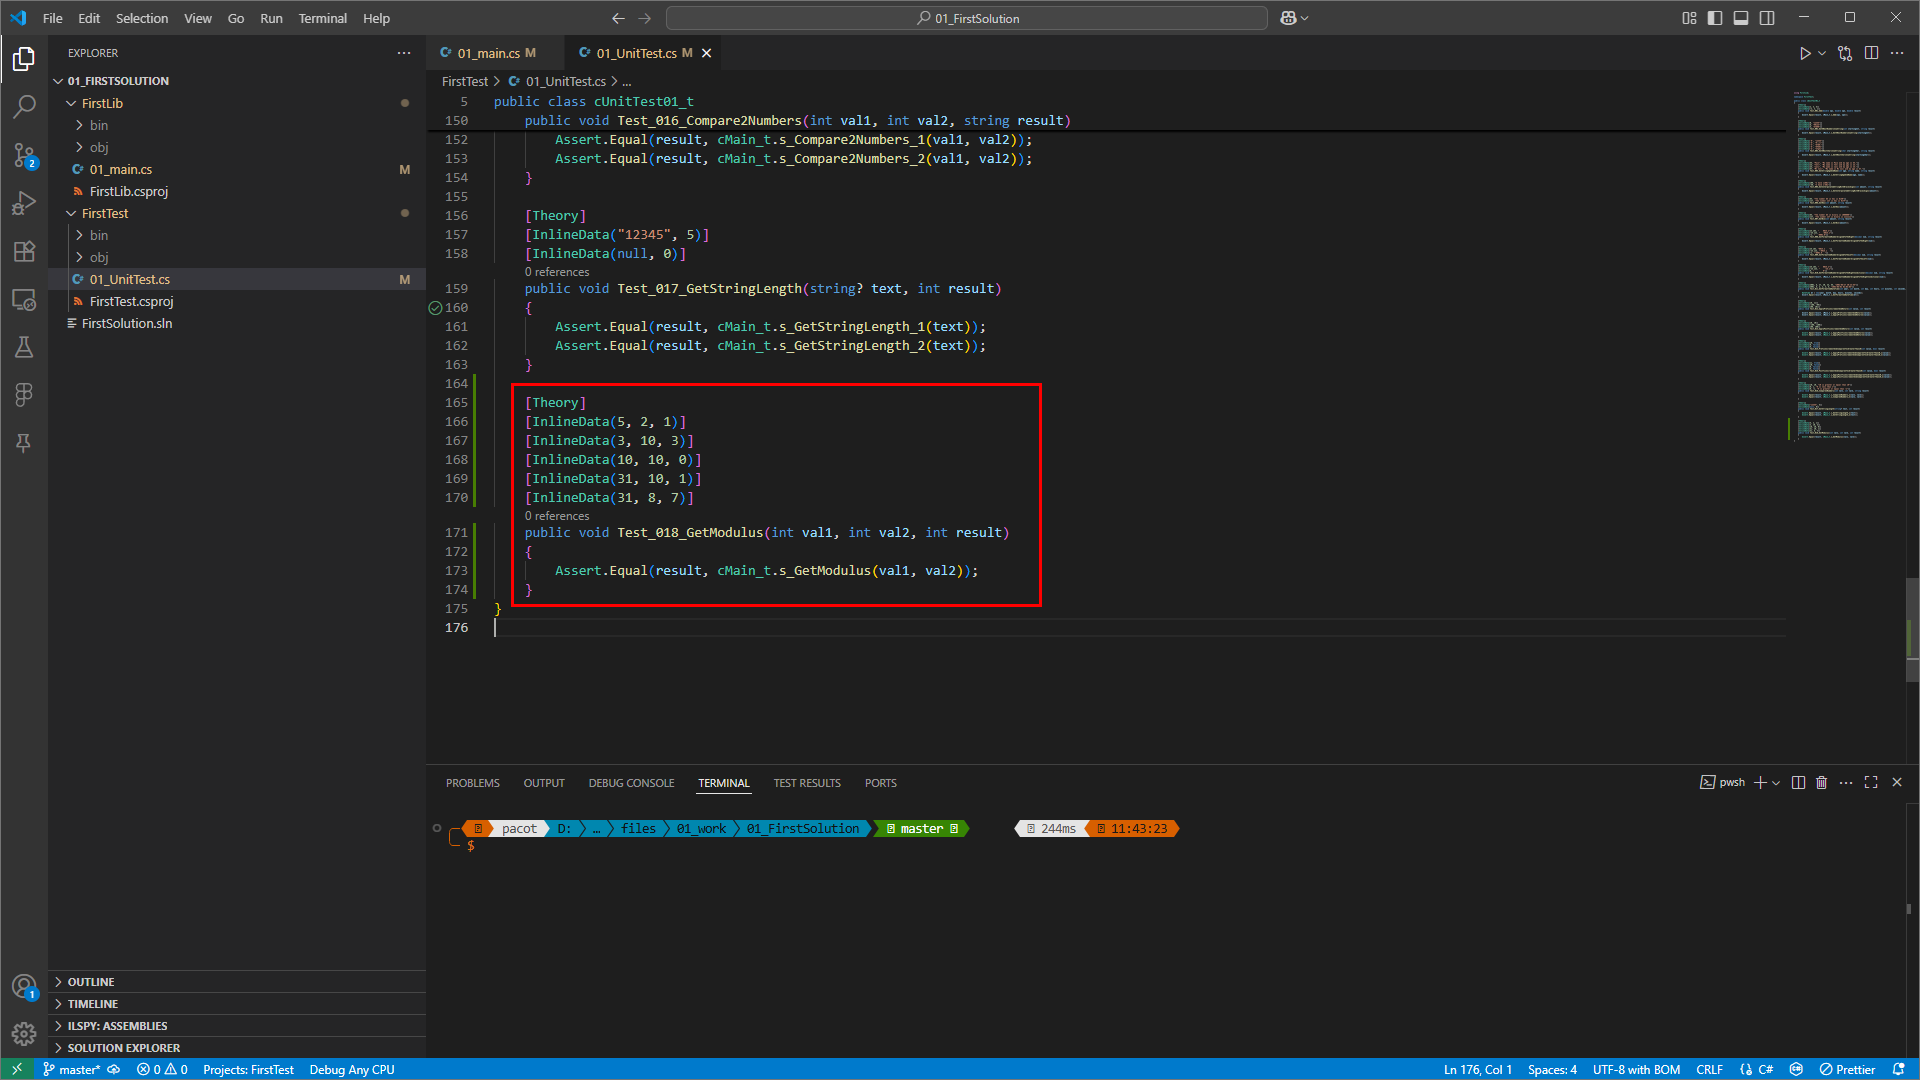 File Edit Selection View Go Run Terminal Help
01_FirstSolution
EXPLORER
01_FIRSTSOLUTION
FirstLib
bin
obj
01_main.cs M
FirstLib.csproj
FirstTest
bin
obj
01_UnitTest.cs M
FirstTest.csproj
FirstSolution.sln
OUTLINE
TIMELINE
ILSPY: ASSEMBLIES
SOLUTION EXPLORER
2
1
01_main.cs M
01_UnitTest.cs M
FirstTest > 01_UnitTest.cs > ...
5 public class cUnitTest01_t
150 public void Test_016_Compare2Numbers(int val1, int val2, string result)
152 Assert.Equal(result, cMain_t.s_Compare2Numbers_1(val1, val2));
153 Assert.Equal(result, cMain_t.s_Compare2Numbers_2(val1, val2));
154 }
155
156 [Theory]
157 [InlineData("12345", 5)]
158 [InlineData(null, 0)]
0 references
159 public void Test_017_GetStringLength(string? text, int result)
160 {
161 Assert.Equal(result, cMain_t.s_GetStringLength_1(text));
162 Assert.Equal(result, cMain_t.s_GetStringLength_2(text));
163 }
164
165 [Theory]
166 [InlineData(5, 2, 1)]
167 [InlineData(3, 10, 3)]
168 [InlineData(10, 10, 0)]
169 [InlineData(31, 10, 1)]
170 [InlineData(31, 8, 7)]
0 references
171 public void Test_018_GetModulus(int val1, int val2, int result)
172 {
173 Assert.Equal(result, cMain_t.s_GetModulus(val1, val2));
174 }
175 }
176
PROBLEMS OUTPUT DEBUG CONSOLE TERMINAL TEST RESULTS PORTS
pwsh
pacot D: … files 01_work 01_FirstSolution master 244ms 11:43:23
$
master* 0 0 Projects: FirstTest Debug Any CPU
Ln 176, Col 1 Spaces: 4 UTF-8 with BOM CRLF {} C# Prettier